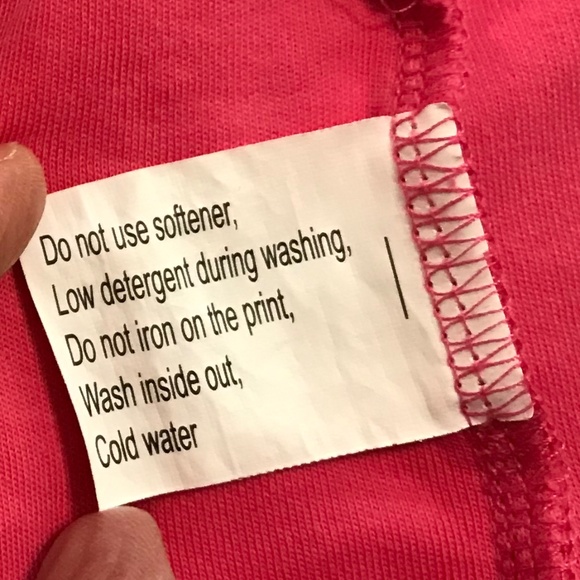 Do not use softener,
Low detergent during washing,
Do not iron on the print,
Wash inside out,
Cold water